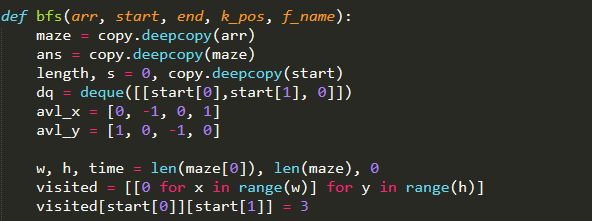 def bfs(arr, start, end, k_pos, f_name):
    maze = copy.deepcopy(arr)
    ans = copy.deepcopy(maze)
    length, s = 0, copy.deepcopy(start)
    dq = deque([[start[0],start[1], 0]])
    avl_x = [0, -1, 0, 1]
    avl_y = [1, 0, -1, 0]
    w, h, time = len(maze[0]), len(maze), 0
    visited = [[0 for x in range(w)] for y in range(h)]
    visited[start[0]][start[1]] = 3